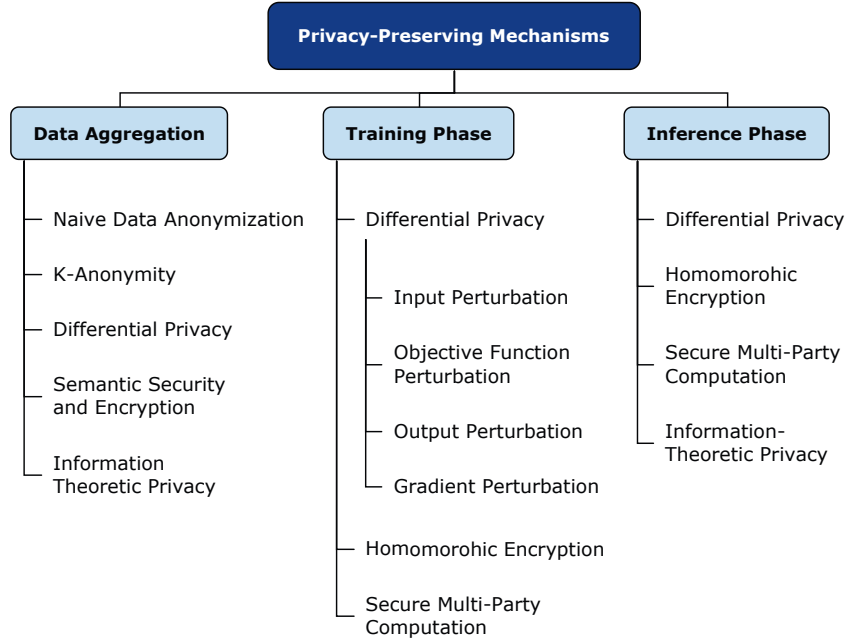 Privacy-Preserving Mechanisms
Data Aggregation
Naive Data Anonymization
K-Anonymity
Differential Privacy
Semantic Security
and Encryption
Information
Theoretic Privacy
Training Phase
Differential Privacy
Input Perturbation
Objective Function
Perturbation
Output Perturbation
Gradient Perturbation
Homomorohic Encryption
Secure Multi-Party
Computation
Inference Phase
Differential Privacy
Homomorohic
Encryption
Secure Multi-Party
Computation
Information-
Theoretic Privacy